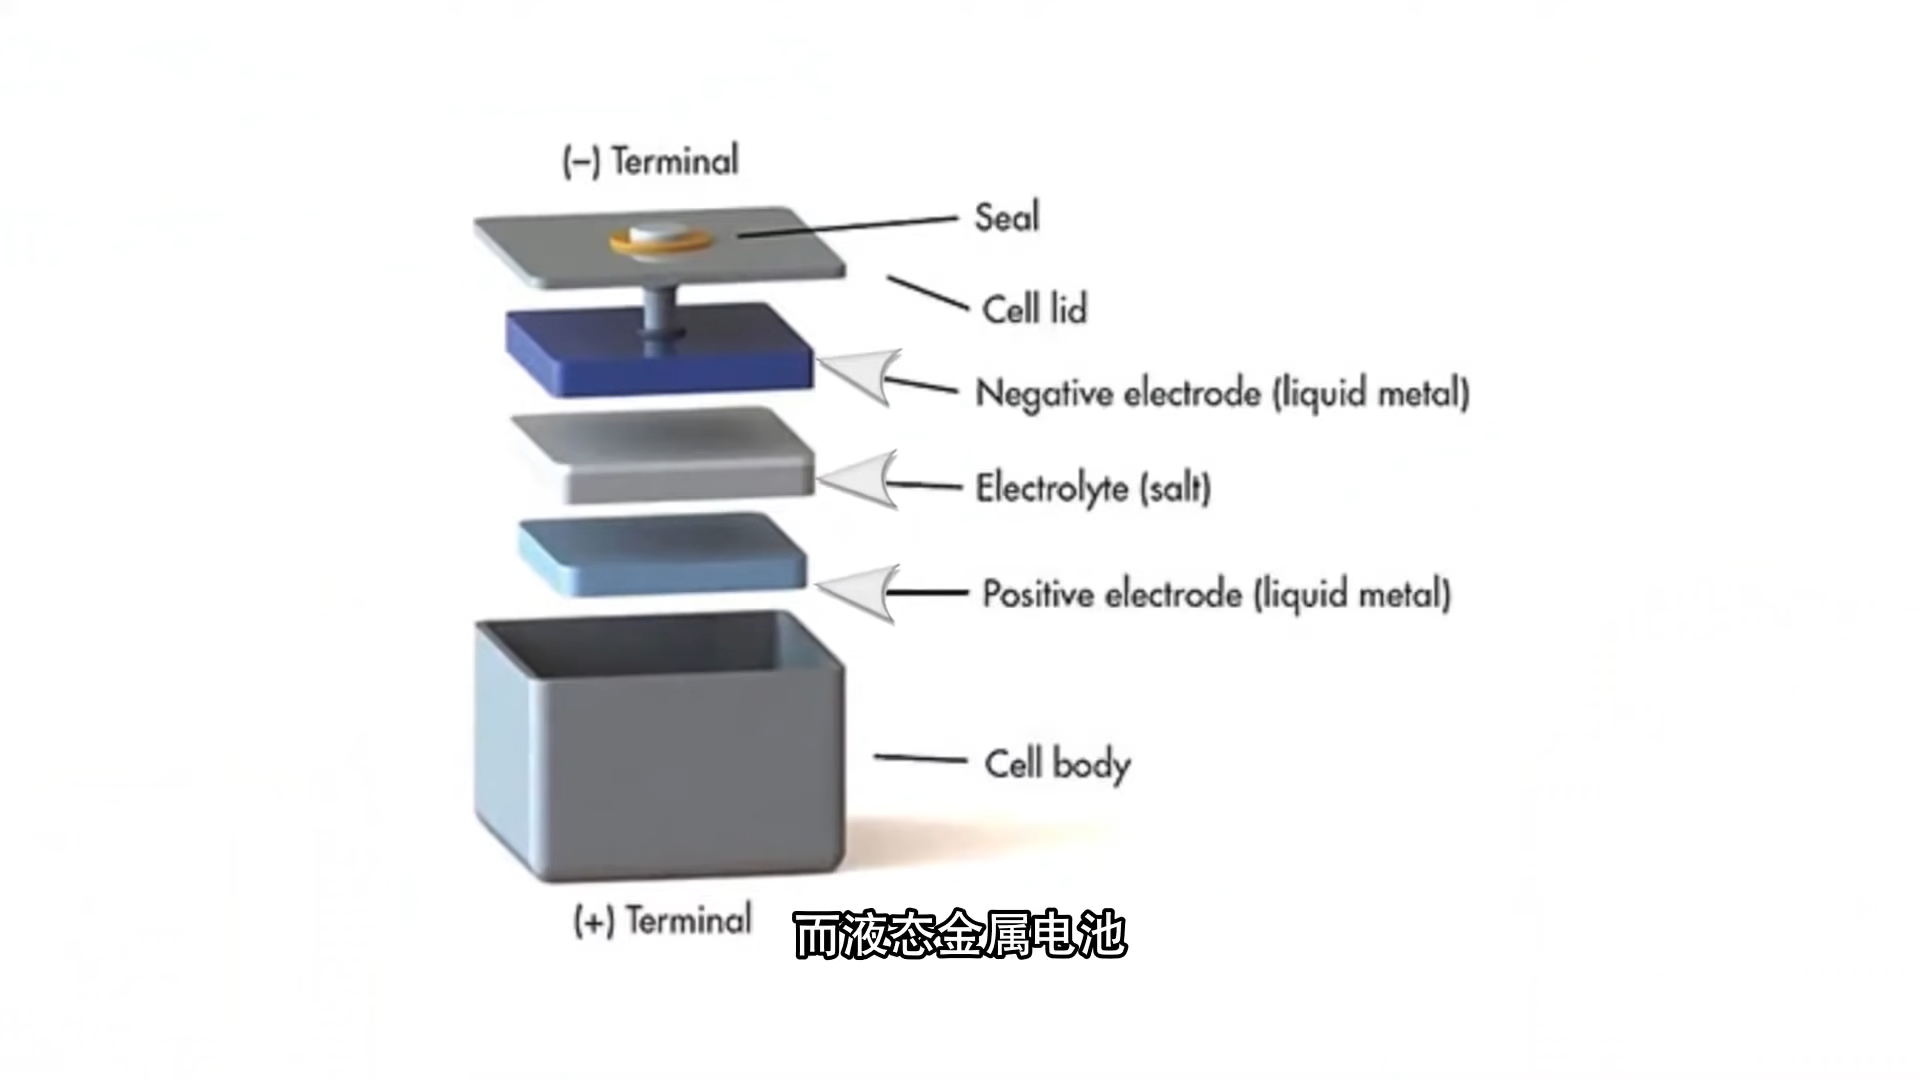 (–) Terminal
Seal
Cell lid
Negative electrode (liquid metal)
Electrolyte (salt)
Positive electrode (liquid metal)
Cell body
(+) Terminal
而液态金属电池